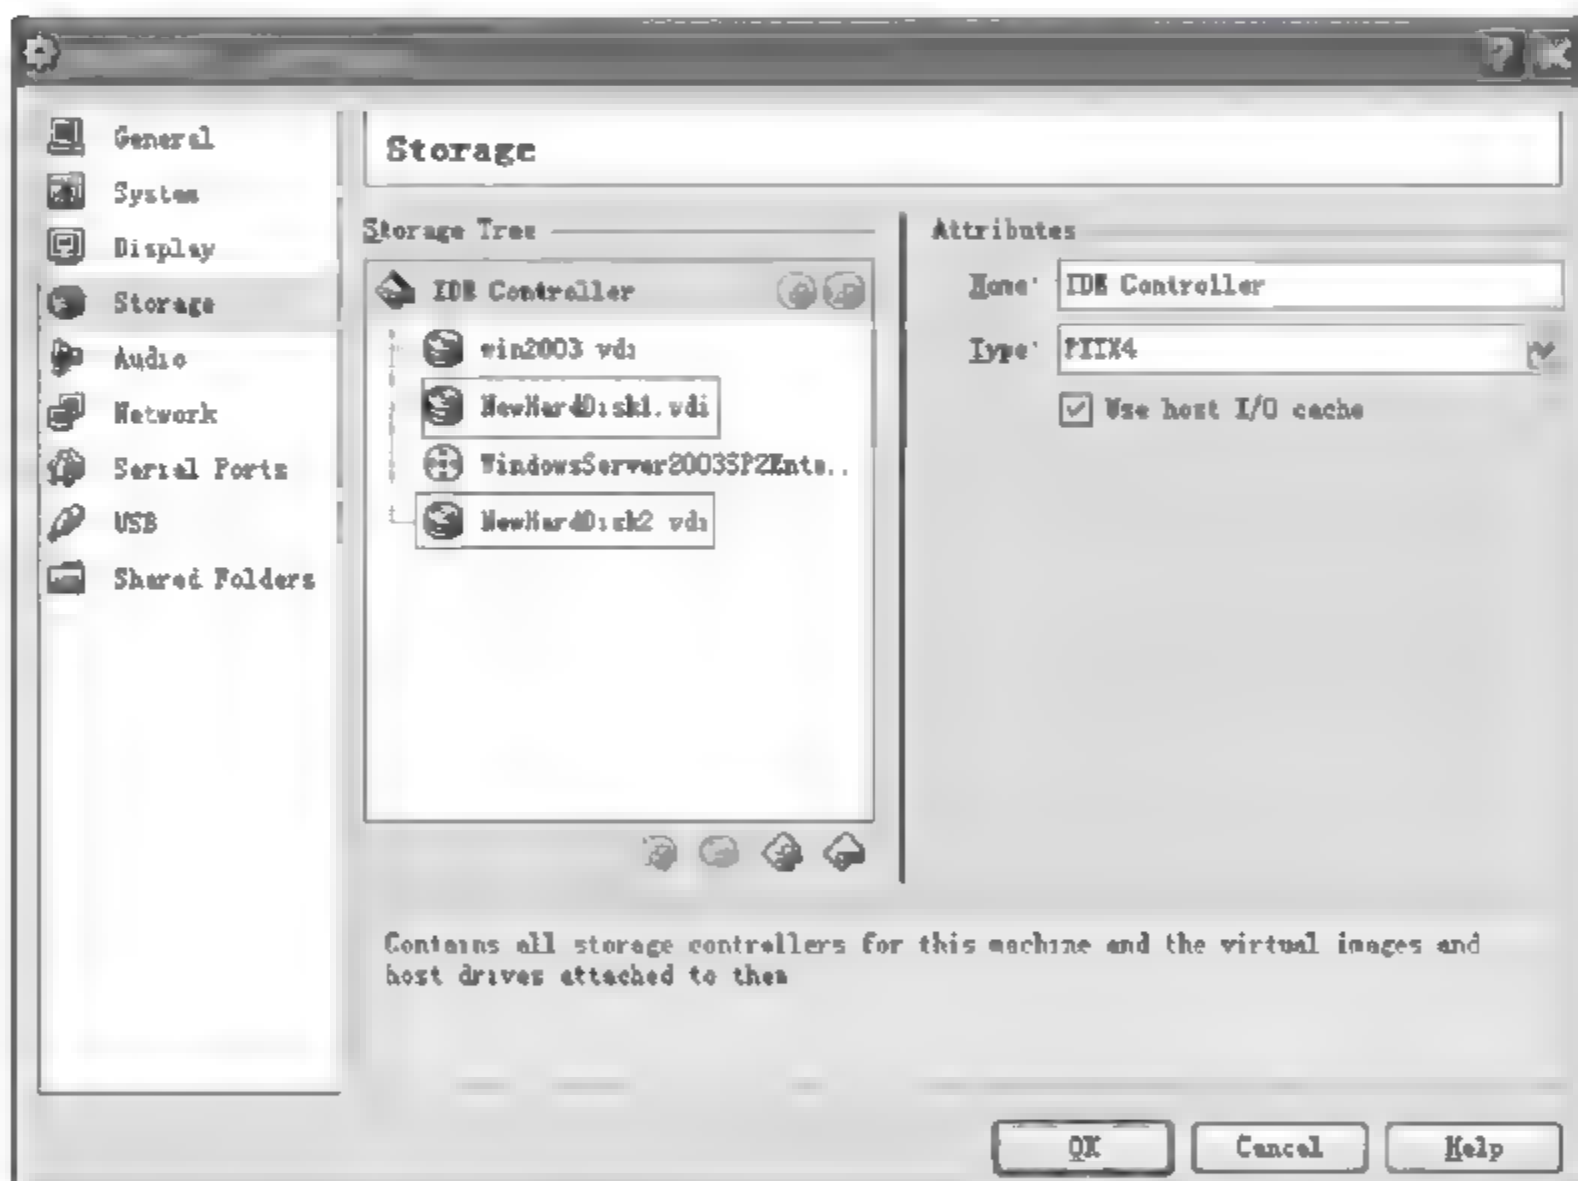 General
System
Display
Storage
Audio
Network
Serial Ports
USB
Shared Folders
Storage
Storage Tree
IDE Controller
win2003.vdi
NewHardDisk1.vdi
WindowsServer2003SP2Ente..
NewHardDisk2.vdi
Attributes
Name: IDE Controller
Type: PIIX4
Use host I/O cache
Contains all storage controllers for this machine and the virtual images and
host drives attached to them
OK
Cancel
Help